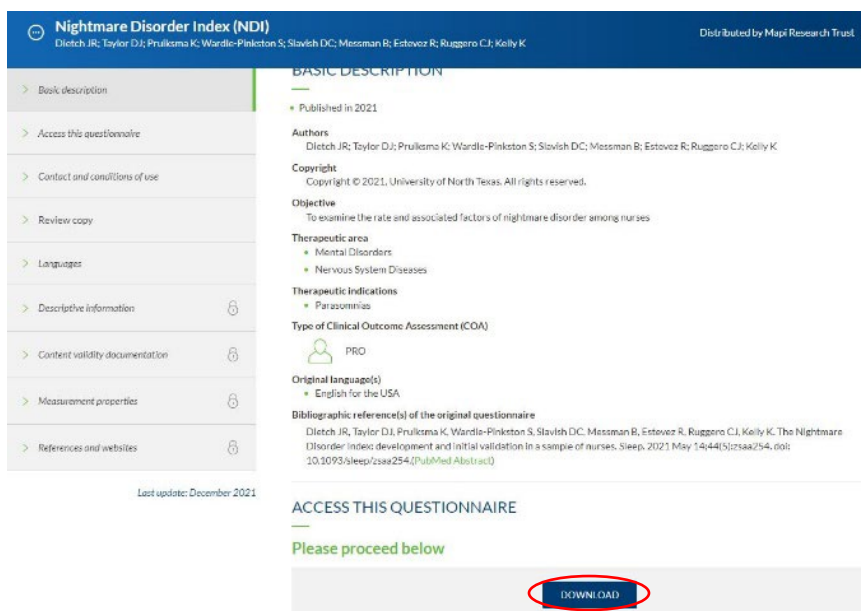 Nightmare Disorder Index (NDI)
Dietch JR; Taylor DJ; Pruiksma K; Wardle-Pinkston S; Slavish DC; Messman B; Estevez R; Ruggero CJ; Kelly K
Distributed by Mapi Research Trust
Basic description
Access this questionnaire
Contact and conditions of use
Review copy
Languages
Descriptive information
Content validity documentation
Measurement properties
References and websites
Last update: December 2021
BASIC DESCRIPTION
Published in 2021
Authors
Dietch JR; Taylor DJ; Pruiksma K; Wardle-Pinkston S; Slavish DC; Messman B; Estevez R; Ruggero CJ; Kelly K
Copyright
Copyright © 2021, University of North Texas. All rights reserved.
Objective
To examine the rate and associated factors of nightmare disorder among nurses
Therapeutic area
Mental Disorders
Nervous System Diseases
Therapeutic indications
Parasomnias
Type of Clinical Outcome Assessment (COA)
PRO
Original language(s)
English for the USA
Bibliographic reference(s) of the original questionnaire
Dietch JR, Taylor DJ, Pruiksma K, Wardle-Pinkston S, Slavish DC, Messman B, Estevez R, Ruggero CJ, Kelly K. The Nightmare
Disorder Index: development and initial validation in a sample of nurses. Sleep. 2021 May 14;44(5):zsaa254. doi:
10.1093/sleep/zsaa254.(PubMed Abstract)
ACCESS THIS QUESTIONNAIRE
Please proceed below
DOWNLOAD